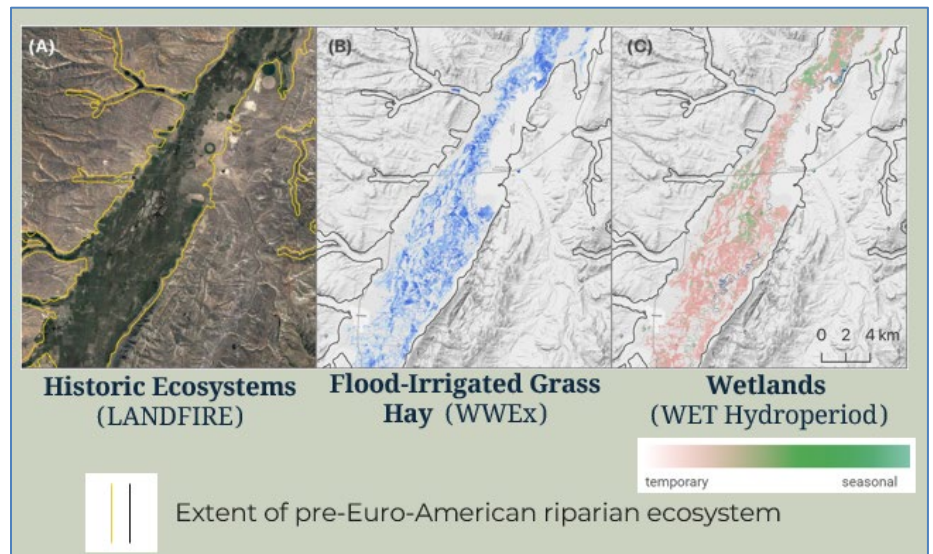 (A)
(B)
(C)
0 2 4 km
Historic Ecosystems
(LANDFIRE)
Flood-Irrigated Grass
Hay (WWEx)
Wetlands
(WET Hydroperiod)
temporary seasonal
Extent of pre-Euro-American riparian ecosystem